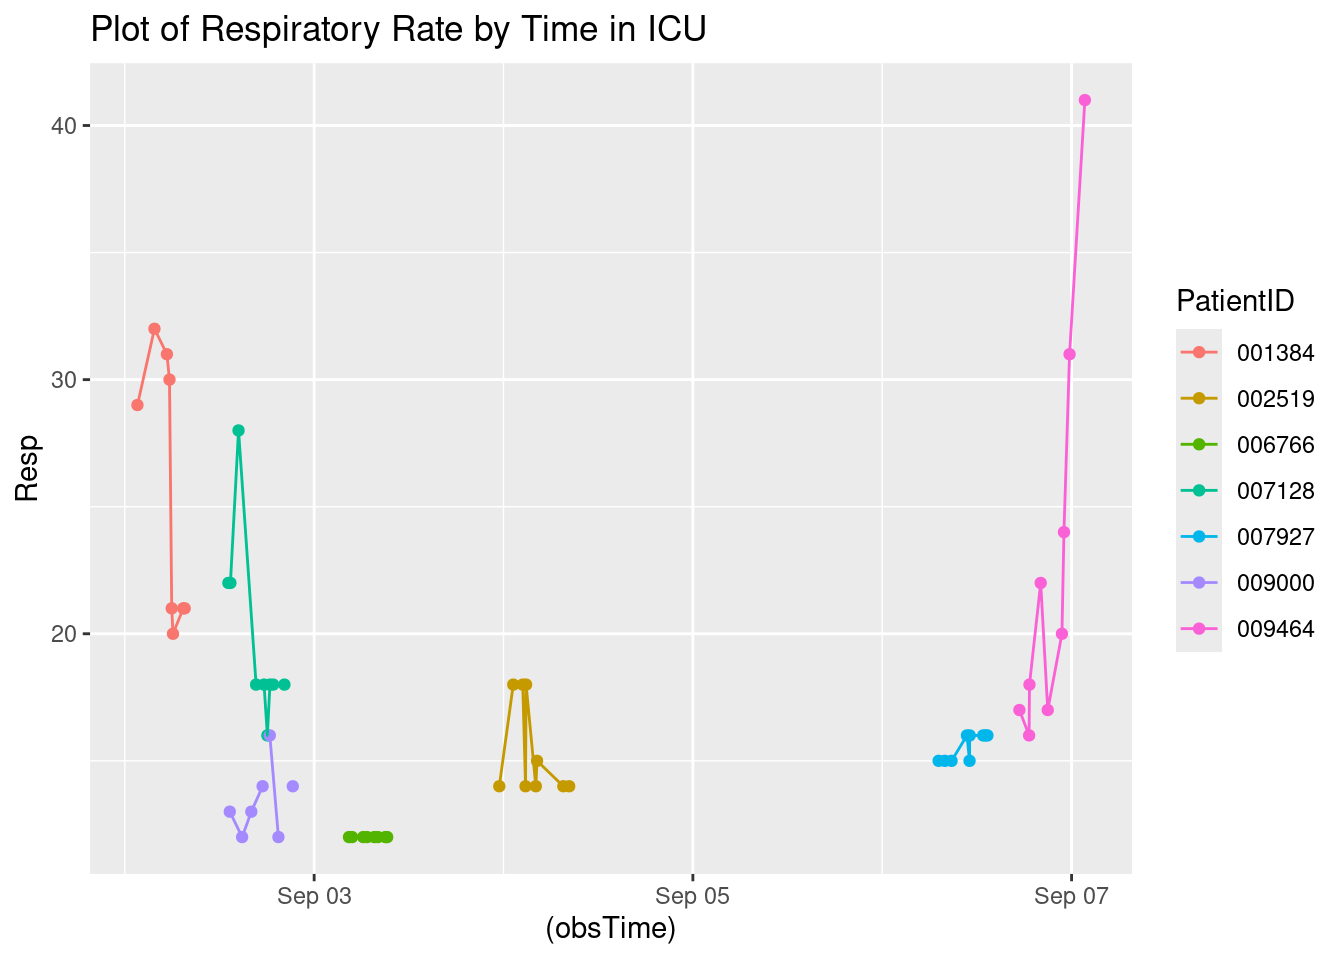 Plot of Respiratory Rate by Time in ICU
40
30
20
Resp
Sep 03
Sep 05
Sep 07
(obsTime)
PatientID
001384
002519
006766
007128
007927
009000
009464